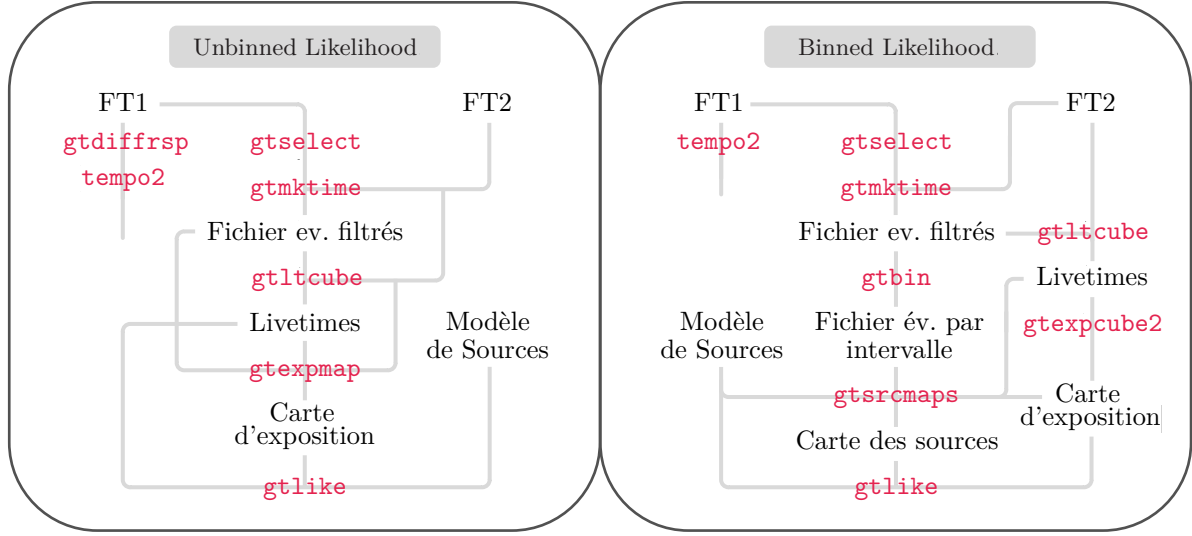 Unbinned Likelihood
FT1
FT2
gtdiffrsp
gtselect
tempo2
gtmktime
Fichier ev. filtrés
gtltcube
Livetimes
Modèle
de Sources
gtexpmap
Carte
d'exposition
gtlike
Binned Likelihood
FT1
FT2
tempo2
gtselect
gtmktime
Fichier ev. filtrés
gtltcube
gtbin
Livetimes
Modèle
de Sources
Fichier év. par
intervalle
gtexpcube2
gtsrcmaps
Carte
d'exposition
Carte des sources
gtlike